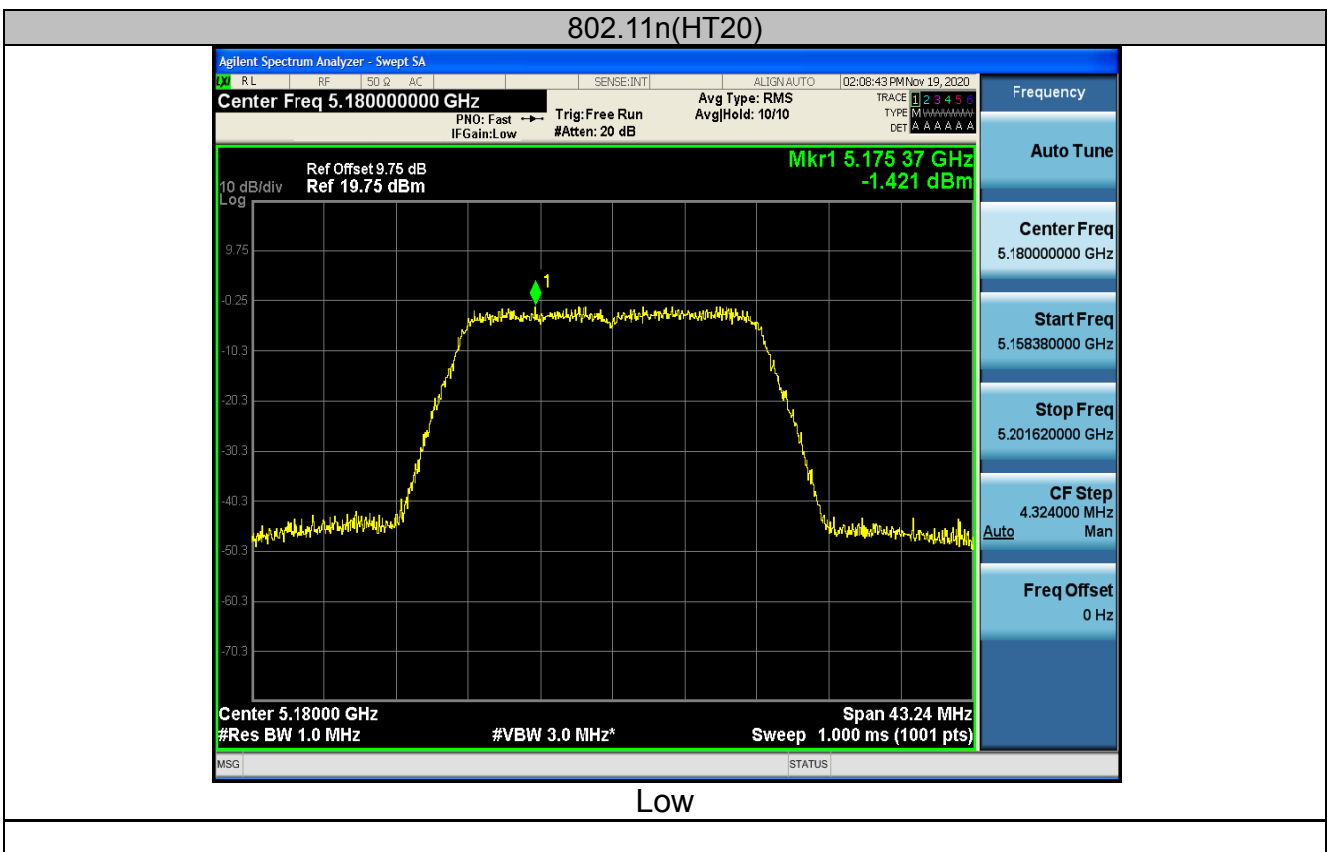 802.11n(HT20)
Agilent Spectrum Analyzer - Swept SA
LXI RL RF 50 Ω AC SENSE:INT ALIGN AUTO 02:08:43 PM Nov 19, 2020
Center Freq 5.180000000 GHz
PNO: Fast
IFGain:Low
Trig: Free Run
#Atten: 20 dB
Avg Type: RMS
Avg|Hold: 10/10
TRACE 1 2 3 4 5 6
TYPE M WWWWW
DET A A A A A A
Frequency
Mkr1 5.175 37 GHz
-1.421 dBm
Ref Offset 9.75 dB
10 dB/div Ref 19.75 dBm
Log
9.75
-0.25
-10.3
-20.3
-30.3
-40.3
-50.3
-60.3
-70.3
1
Center 5.18000 GHz Span 43.24 MHz
#Res BW 1.0 MHz #VBW 3.0 MHz* Sweep 1.000 ms (1001 pts)
MSG STATUS
Auto Tune
Center Freq
5.180000000 GHz
Start Freq
5.158380000 GHz
Stop Freq
5.201620000 GHz
CF Step
4.324000 MHz
Auto Man
Freq Offset
0 Hz
Low